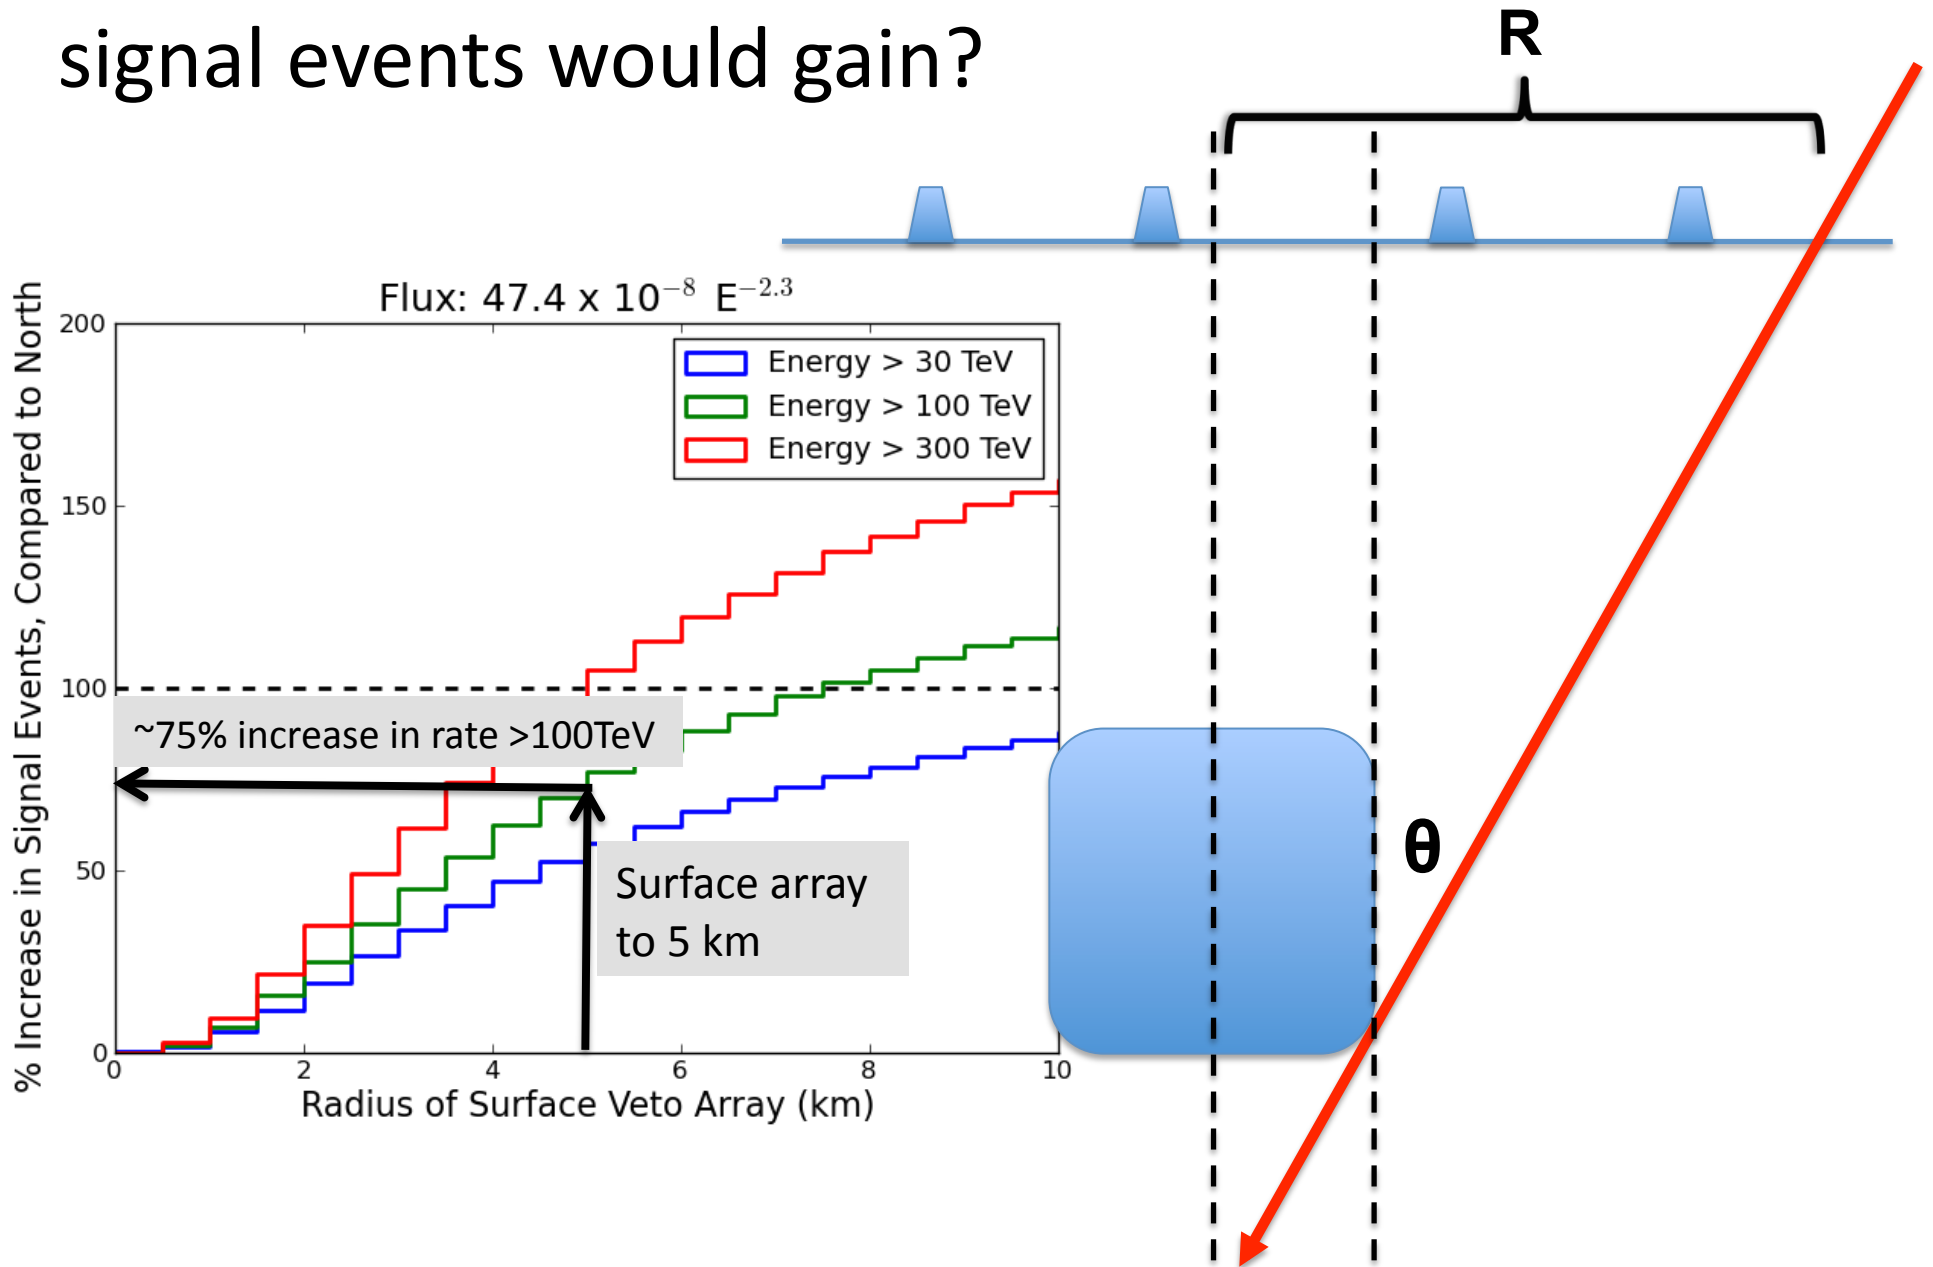 signal events would gain?
R
Flux: 47.4 x 10⁻⁸ E⁻²·³
% Increase in Signal Events, Compared to North
200
150
100
50
0
Energy > 30 TeV
Energy > 100 TeV
Energy > 300 TeV
~75% increase in rate >100TeV
Surface array
to 5 km
θ
0 2 4 6 8 10
Radius of Surface Veto Array (km)